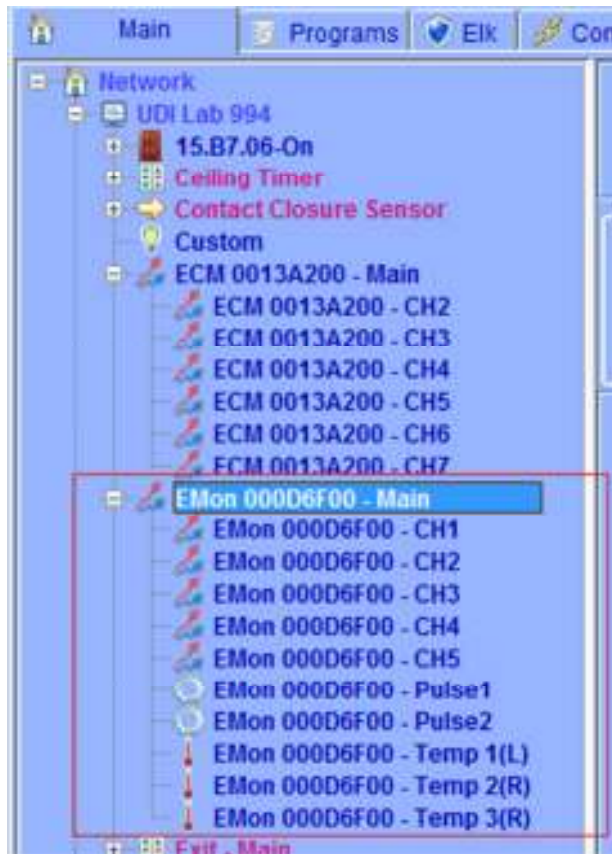 Main Programs Elk Con
Network
UDI Lab 994
15.B7.06-On
Ceiling Timer
Contact Closure Sensor
Custom
ECM 0013A200 - Main
ECM 0013A200 - CH2
ECM 0013A200 - CH3
ECM 0013A200 - CH4
ECM 0013A200 - CH5
ECM 0013A200 - CH6
ECM 0013A200 - CH7
EMon 000D6F00 - Main
EMon 000D6F00 - CH1
EMon 000D6F00 - CH2
EMon 000D6F00 - CH3
EMon 000D6F00 - CH4
EMon 000D6F00 - CH5
EMon 000D6F00 - Pulse1
EMon 000D6F00 - Pulse2
EMon 000D6F00 - Temp 1(L)
EMon 000D6F00 - Temp 2(R)
EMon 000D6F00 - Temp 3(R)
Exit - Main